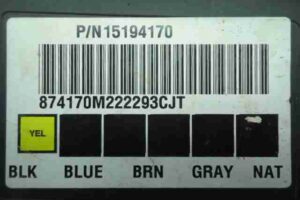 P/N15194170
874170M222293CJT
YEL
BLK BLUE BRN GRAY NAT